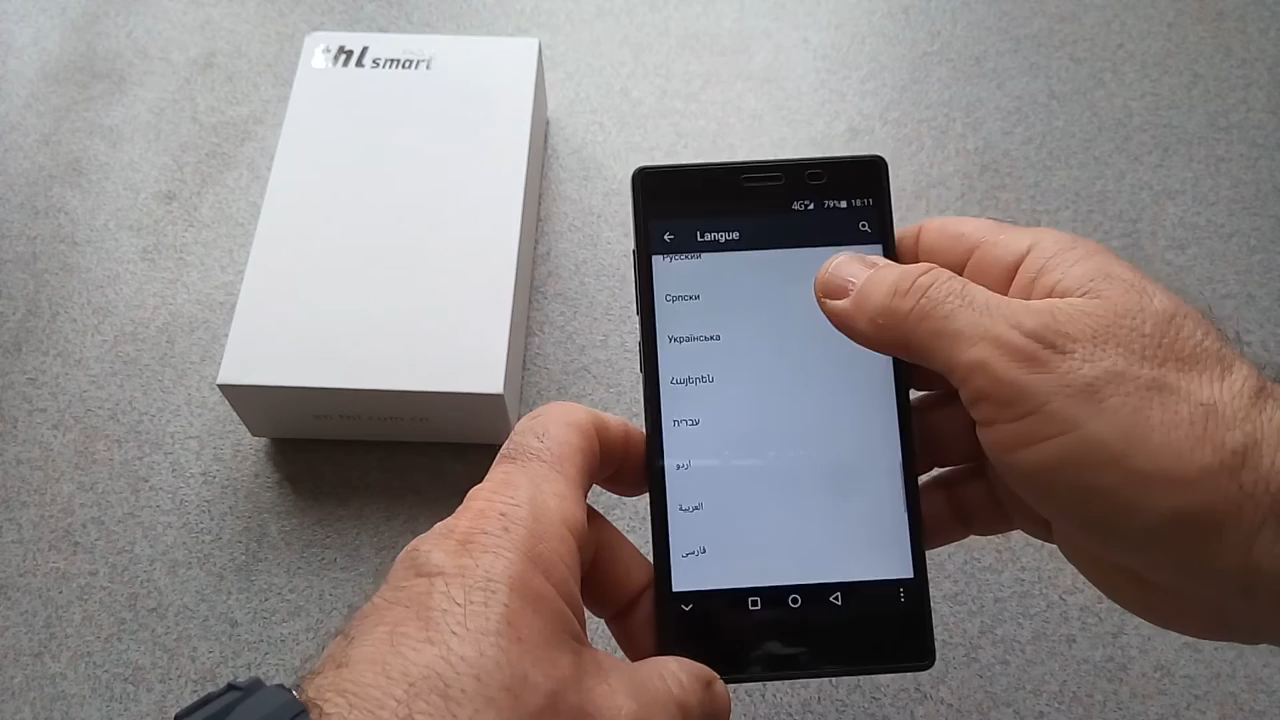 thl smart
4G 79% 18:11
Langue
Русский
Српски
Українська
Հայերեն
עברית
اردو
العربية
فارسی